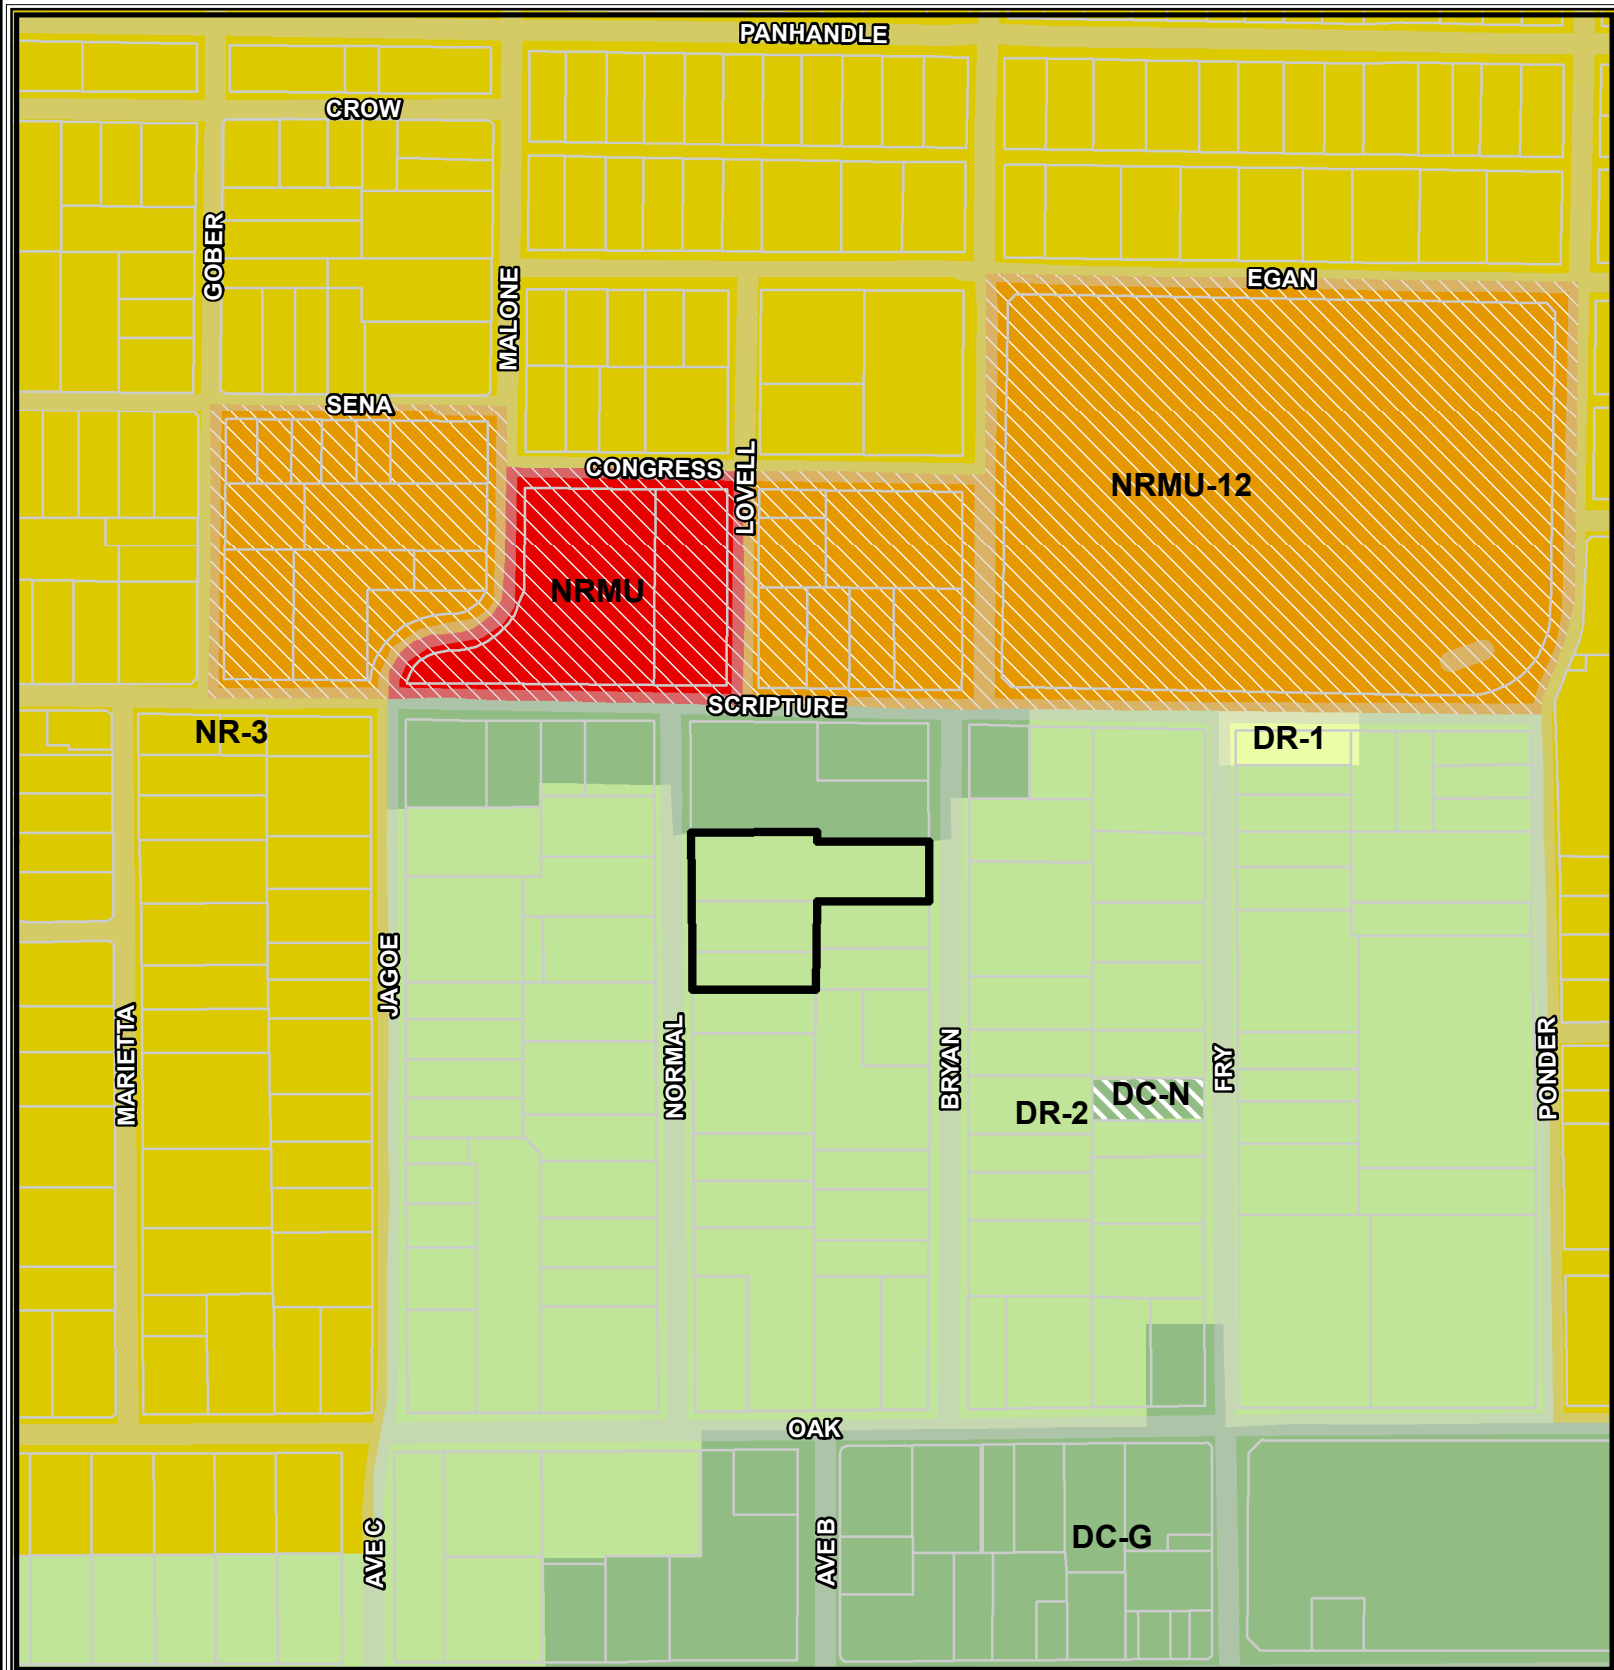 PANHANDLE
CROW
GOBER
MALONE
EGAN
SENA
CONGRESS
LOVELL
NRMU-12
NRMU
SCRIPTURE
NR-3
DR-1
JAGOE
MARIETTA
NORMAL
BRYAN
FRY
PONDER
DC-N
DR-2
OAK
AVE C
AVE B
DC-G